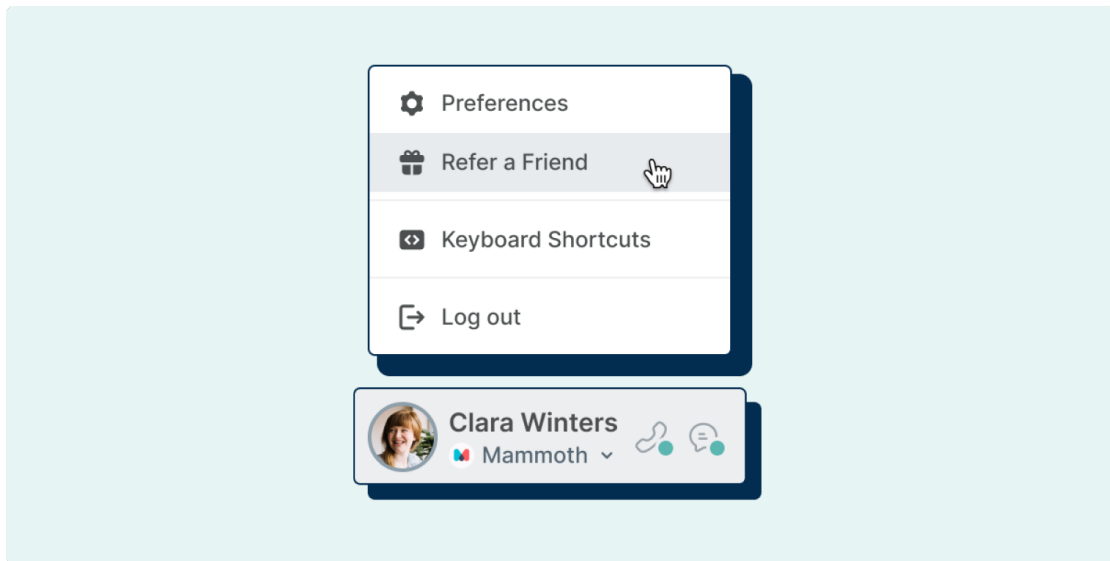 Preferences
Refer a Friend
Keyboard Shortcuts
Log out
Clara Winters
Mammoth